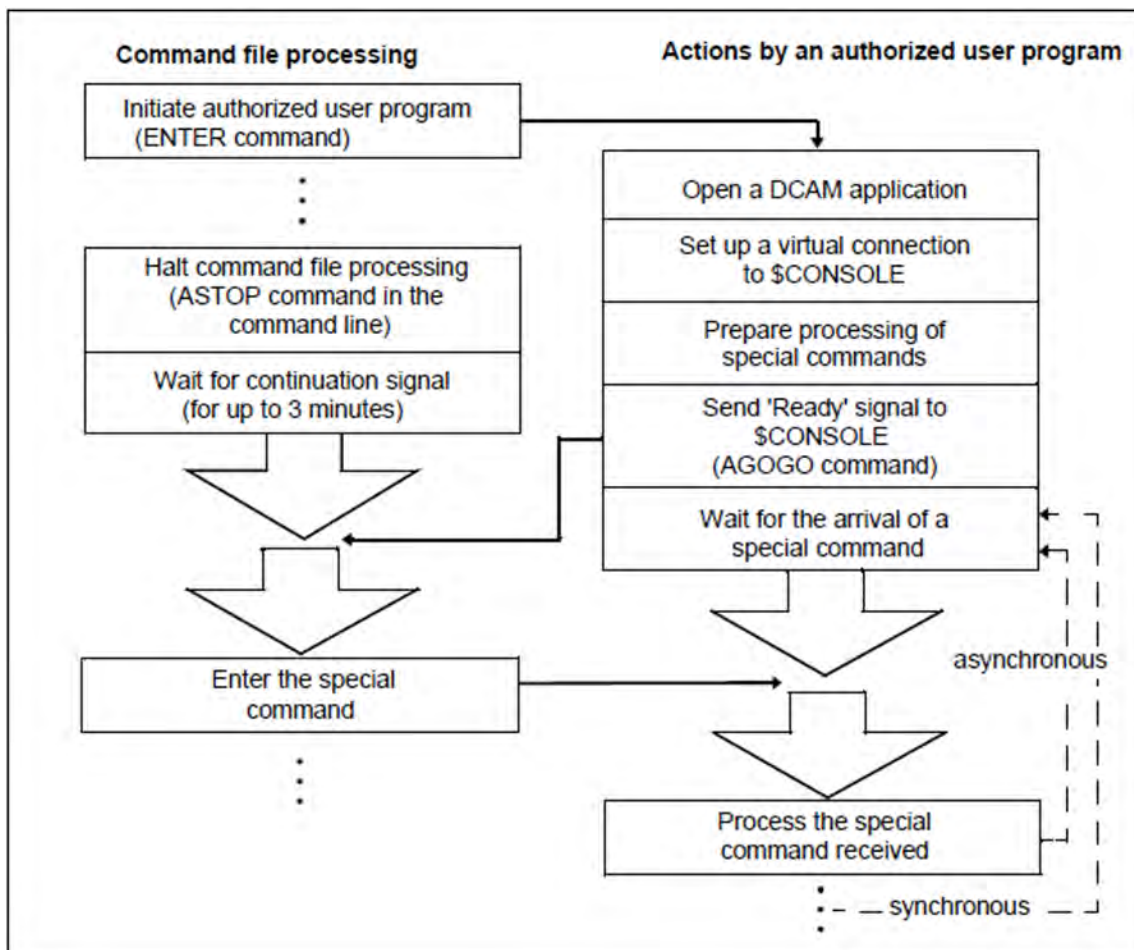 Command file processing
Actions by an authorized user program
Initiate authorized user program
(ENTER command)
Halt command file processing
(ASTOP command in the
command line)
Wait for continuation signal
(for up to 3 minutes)
Enter the special
command
Open a DCAM application
Set up a virtual connection
to $CONSOLE
Prepare processing of
special commands
Send 'Ready' signal to
$CONSOLE
(AGOGO command)
Wait for the arrival of a
special command
asynchronous
Process the special
command received
synchronous